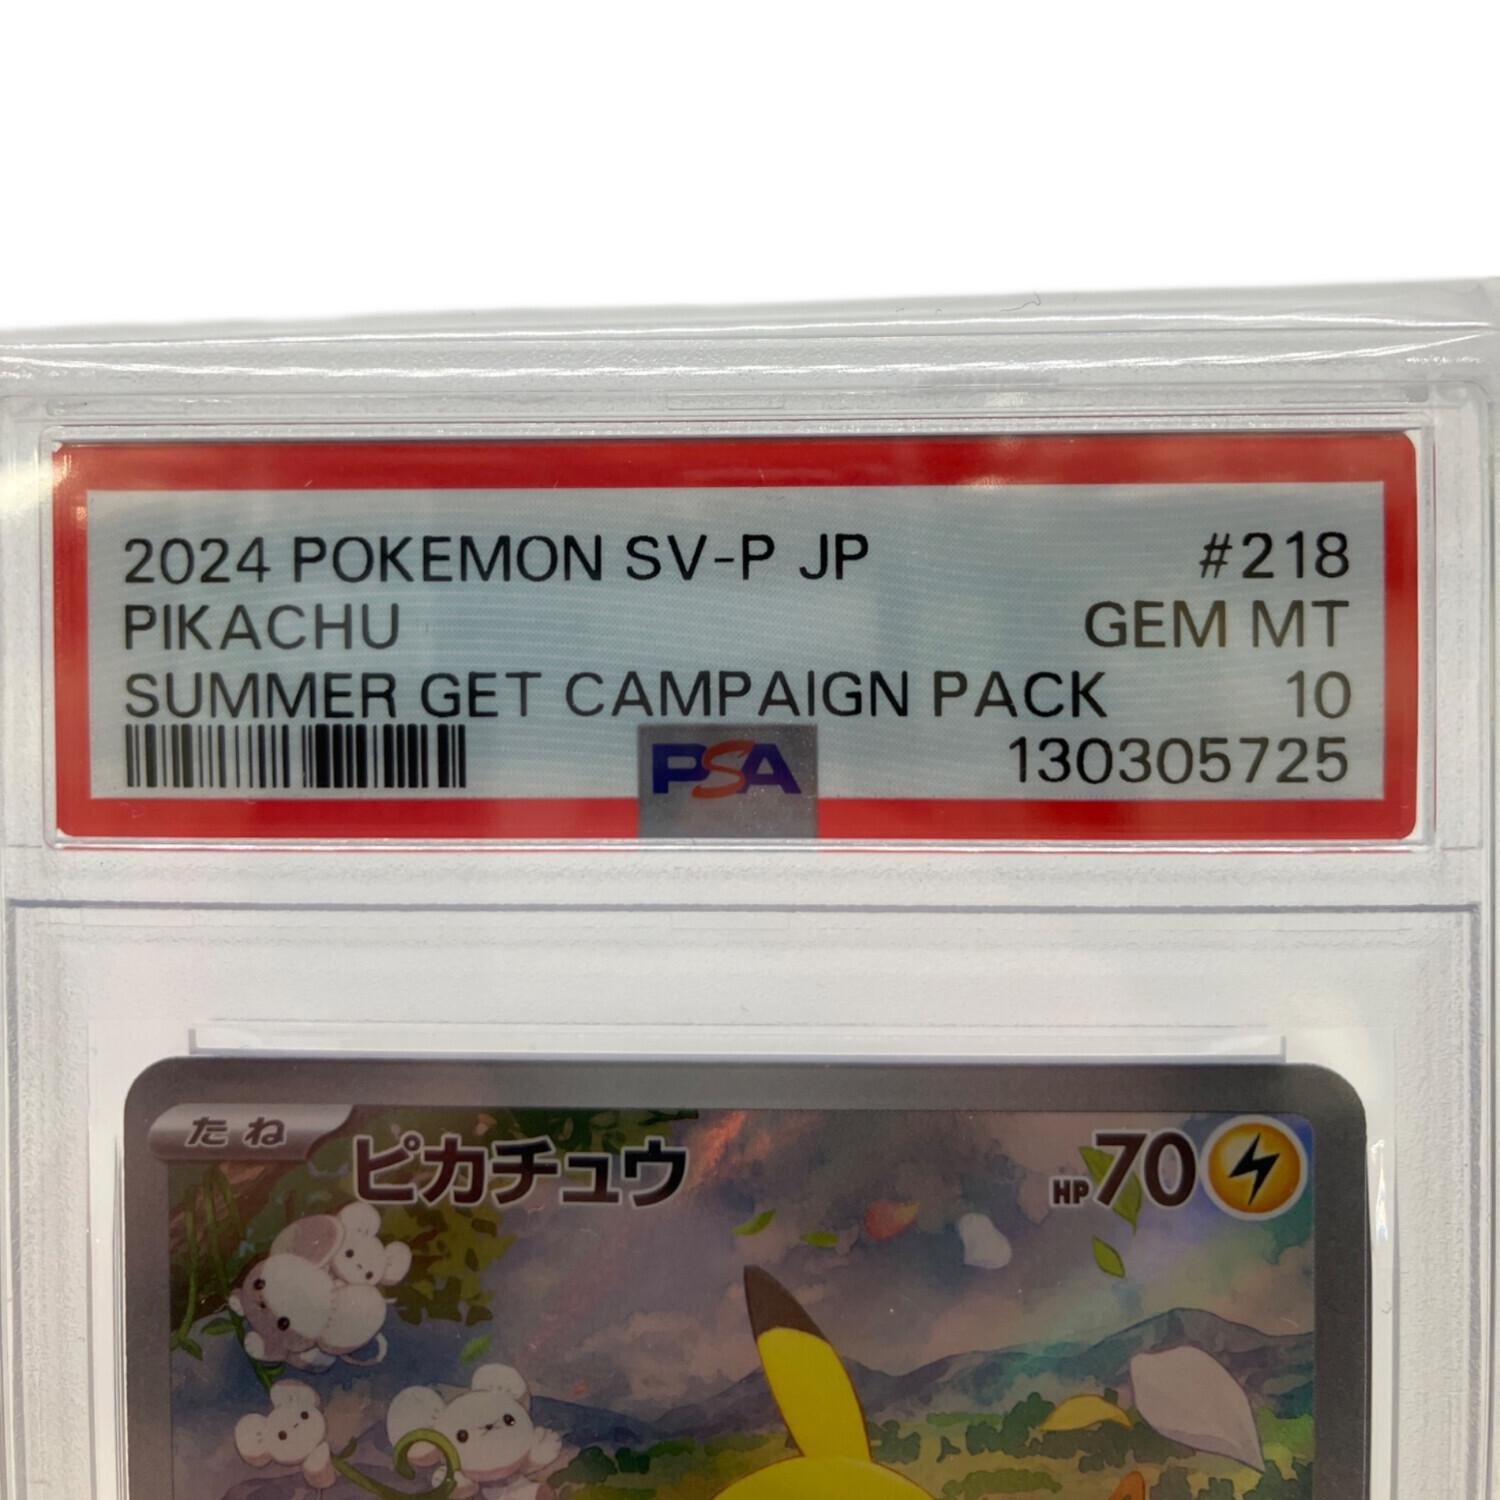 2024 POKEMON SV-P JP #218
PIKACHU GEM MT
SUMMER GET CAMPAIGN PACK 10
PSA 130305725
たね ピカチュウ HP70